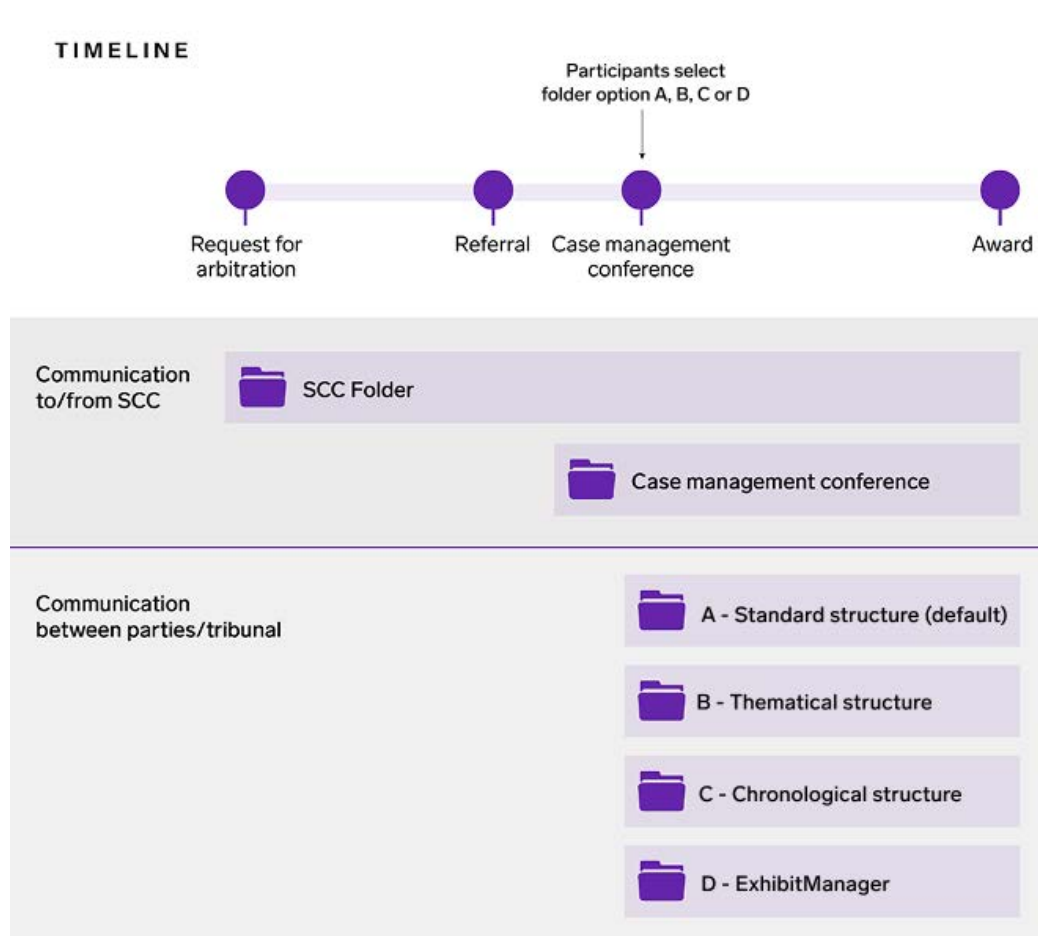 TIMELINE
Participants select
folder option A, B, C or D
Request for
arbitration
Referral
Case management
conference
Award
Communication
to/from SCC
SCC Folder
Case management conference
Communication
between parties/tribunal
A - Standard structure (default)
B - Thematical structure
C - Chronological structure
D - ExhibitManager